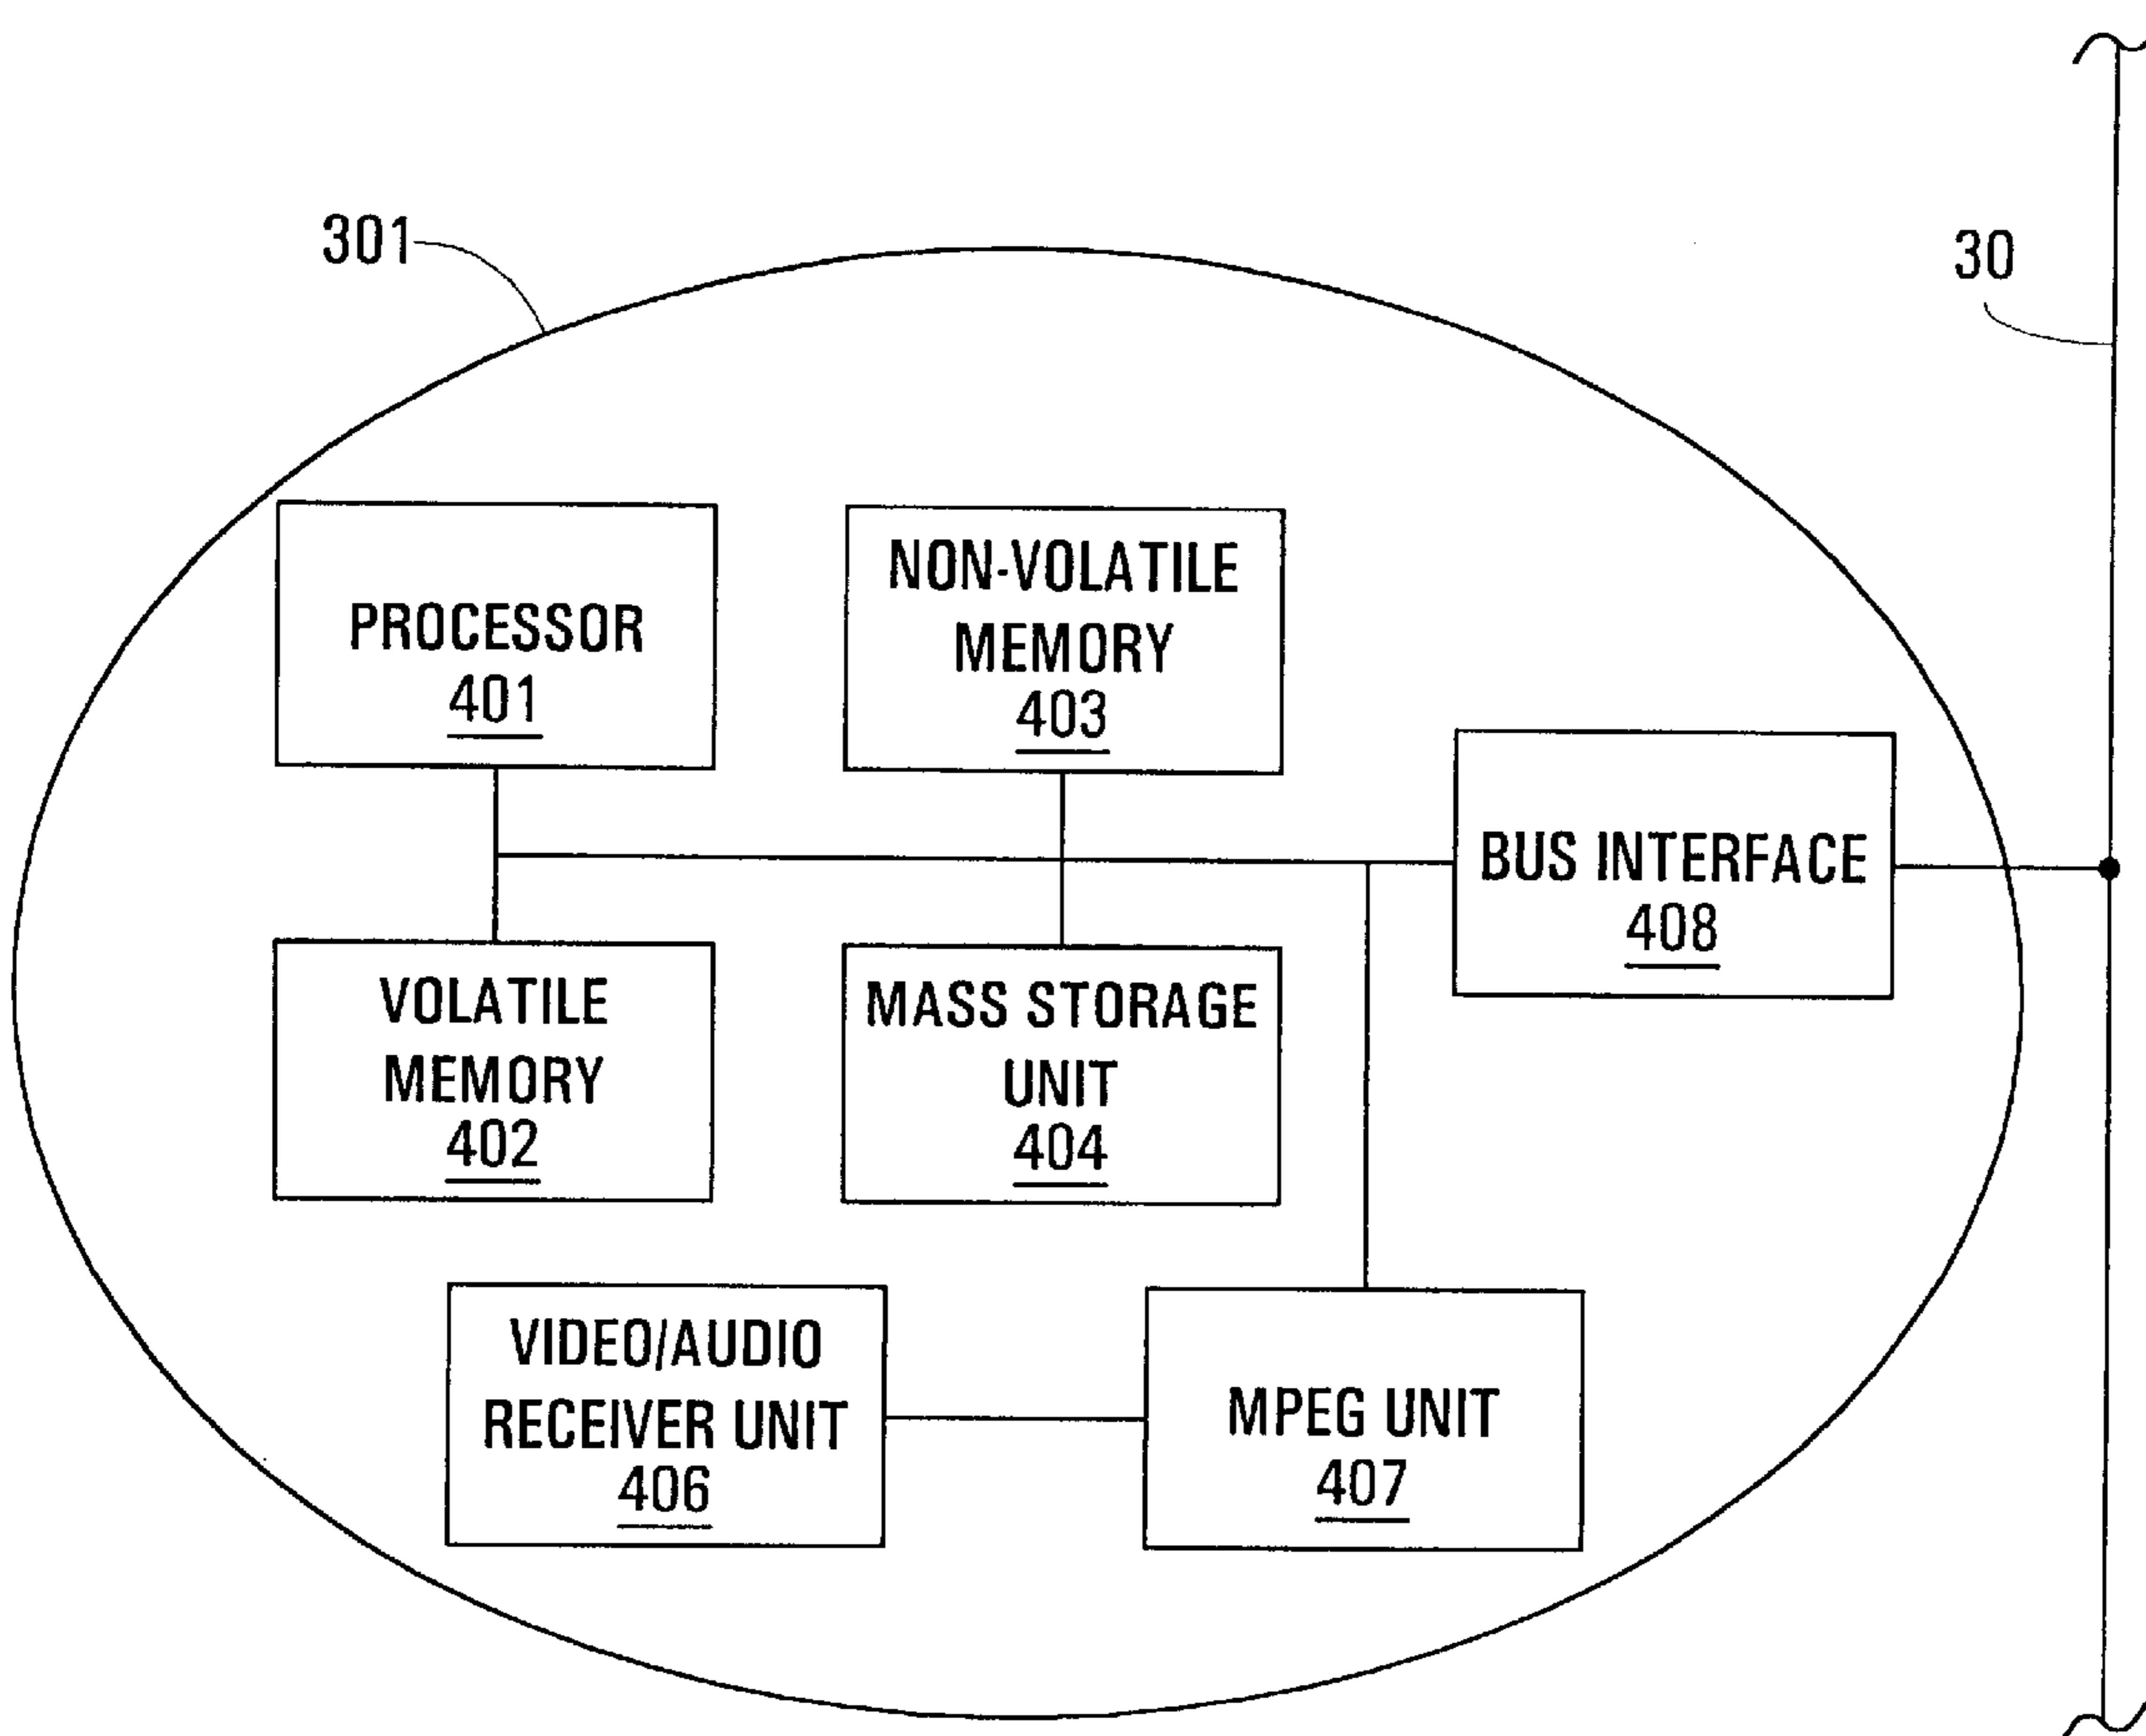 301
30
PROCESSOR
401
NON-VOLATILE
MEMORY
403
BUS INTERFACE
408
VOLATILE
MEMORY
402
MASS STORAGE
UNIT
404
VIDEO/AUDIO
RECEIVER UNIT
406
MPEG UNIT
407